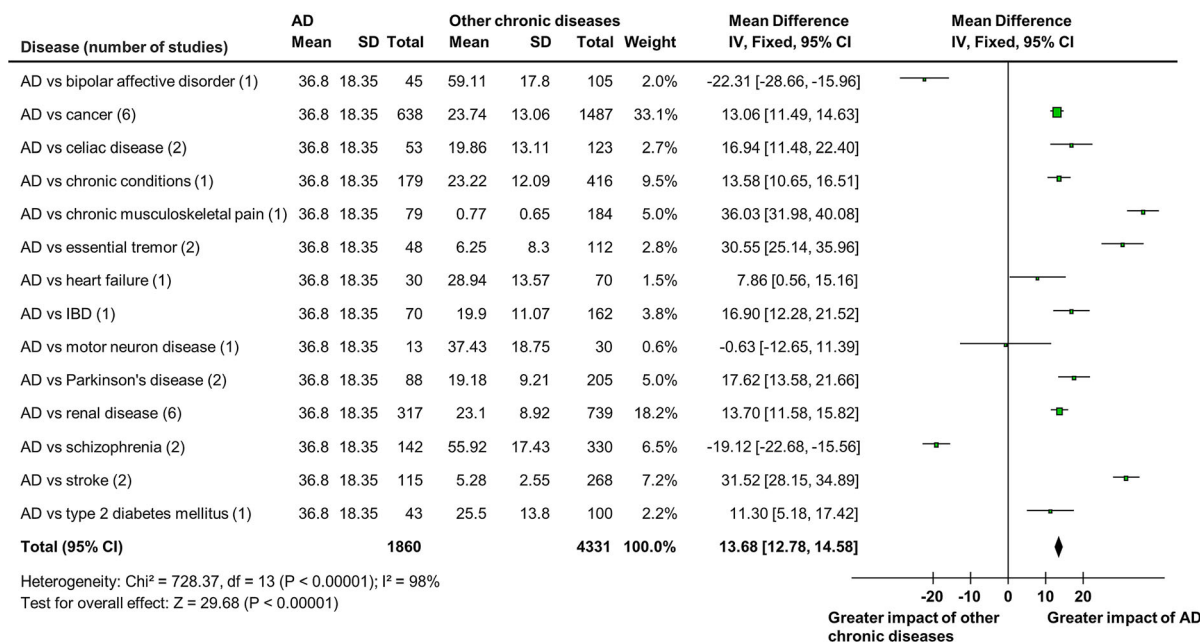 AD Other chronic diseases Mean Difference Mean Difference
Disease (number of studies) Mean SD Total Mean SD Total Weight IV, Fixed, 95% CI IV, Fixed, 95% CI
AD vs bipolar affective disorder (1) 36.8 18.35 45 59.11 17.8 105 2.0% -22.31 [-28.66, -15.96]
AD vs cancer (6) 36.8 18.35 638 23.74 13.06 1487 33.1% 13.06 [11.49, 14.63]
AD vs celiac disease (2) 36.8 18.35 53 19.86 13.11 123 2.7% 16.94 [11.48, 22.40]
AD vs chronic conditions (1) 36.8 18.35 179 23.22 12.09 416 9.5% 13.58 [10.65, 16.51]
AD vs chronic musculoskeletal pain (1) 36.8 18.35 79 0.77 0.65 184 5.0% 36.03 [31.98, 40.08]
AD vs essential tremor (2) 36.8 18.35 48 6.25 8.3 112 2.8% 30.55 [25.14, 35.96]
AD vs heart failure (1) 36.8 18.35 30 28.94 13.57 70 1.5% 7.86 [0.56, 15.16]
AD vs IBD (1) 36.8 18.35 70 19.9 11.07 162 3.8% 16.90 [12.28, 21.52]
AD vs motor neuron disease (1) 36.8 18.35 13 37.43 18.75 30 0.6% -0.63 [-12.65, 11.39]
AD vs Parkinson's disease (2) 36.8 18.35 88 19.18 9.21 205 5.0% 17.62 [13.58, 21.66]
AD vs renal disease (6) 36.8 18.35 317 23.1 8.92 739 18.2% 13.70 [11.58, 15.82]
AD vs schizophrenia (2) 36.8 18.35 142 55.92 17.43 330 6.5% -19.12 [-22.68, -15.56]
AD vs stroke (2) 36.8 18.35 115 5.28 2.55 268 7.2% 31.52 [28.15, 34.89]
AD vs type 2 diabetes mellitus (1) 36.8 18.35 43 25.5 13.8 100 2.2% 11.30 [5.18, 17.42]
Total (95% CI) 1860 4331 100.0% 13.68 [12.78, 14.58]
Heterogeneity: Chi² = 728.37, df = 13 (P < 0.00001); I² = 98%
Test for overall effect: Z = 29.68 (P < 0.00001)
-20 -10 0 10 20
Greater impact of other Greater impact of AD
chronic diseases